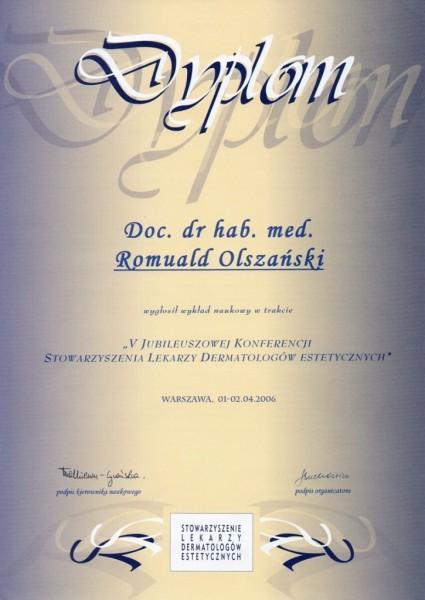 Dyplom
Doc. dr hab. med.
Romuald Olszański
wygłosił wykład naukowy w trakcie
„V Jubileuszowej Konferencji
Stowarzyszenia Lekarzy Dermatologów Estetycznych"
WARSZAWA, 01-02.04.2006
podpis kierownika naukowego
podpis organizatora
STOWARZYSZENIE
LEKARZY
DERMATOLOGÓW
ESTETYCZNYCH